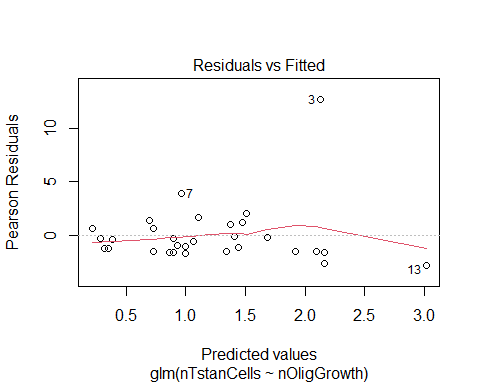 Residuals vs Fitted
Pearson Residuals
10
5
0
3
7
13
0.5 1.0 1.5 2.0 2.5 3.0
Predicted values
glm(nTstanCells ~ nOligGrowth)